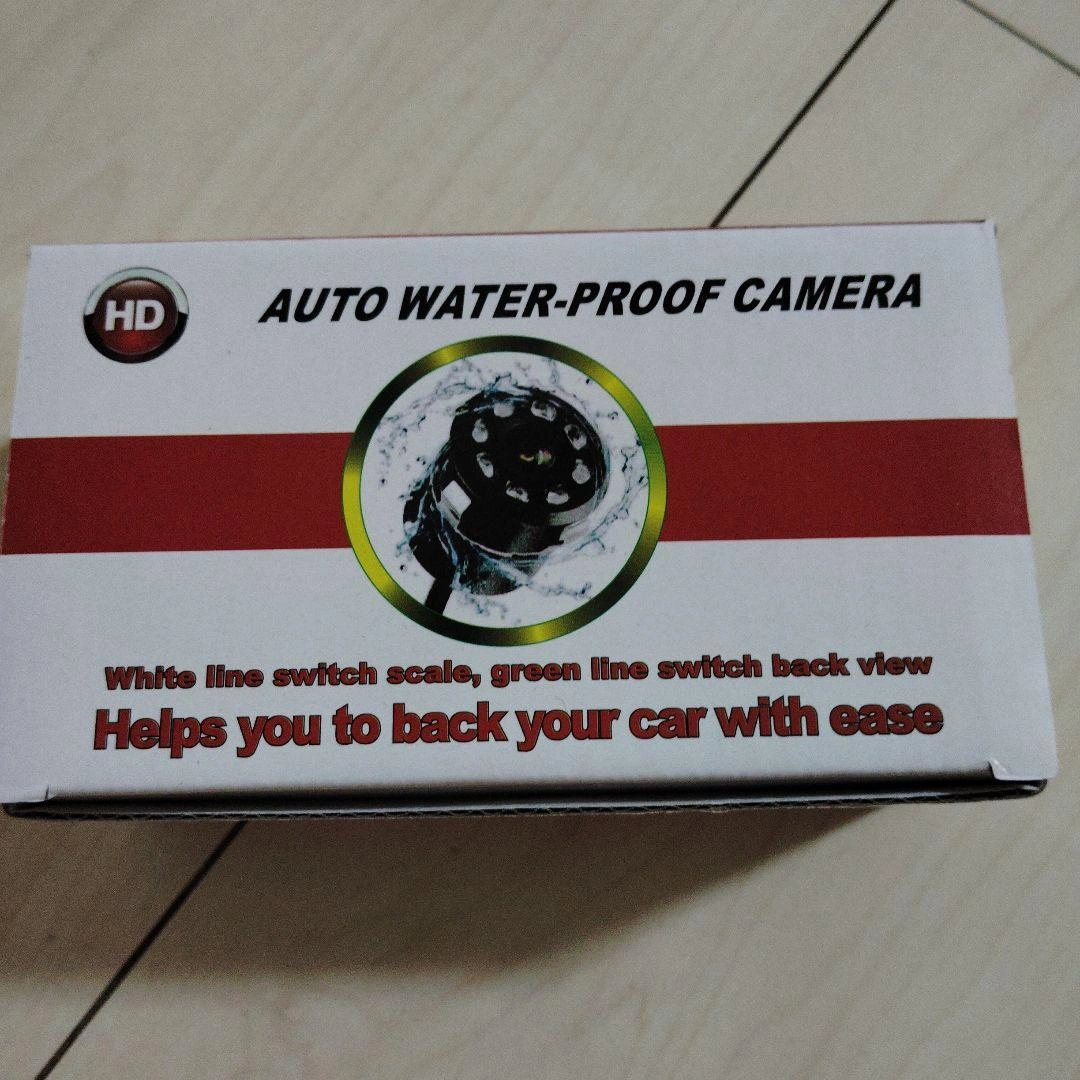 HD
AUTO WATER-PROOF CAMERA
White line switch scale, green line switch back view
Helps you to back your car with ease